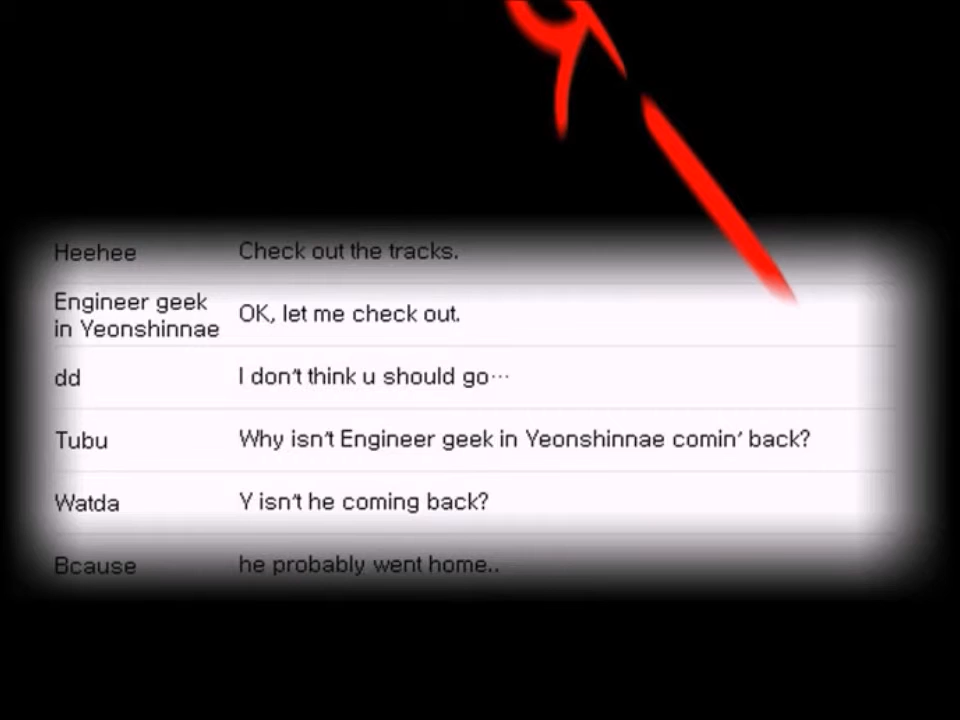 Heehee Check out the tracks.
Engineer geek
in Yeonshinnae OK, let me check out.
dd I don't think u should go···
Tubu Why isn't Engineer geek in Yeonshinnae comin' back?
Watda Y isn't he coming back?
Bcause he probably went home..